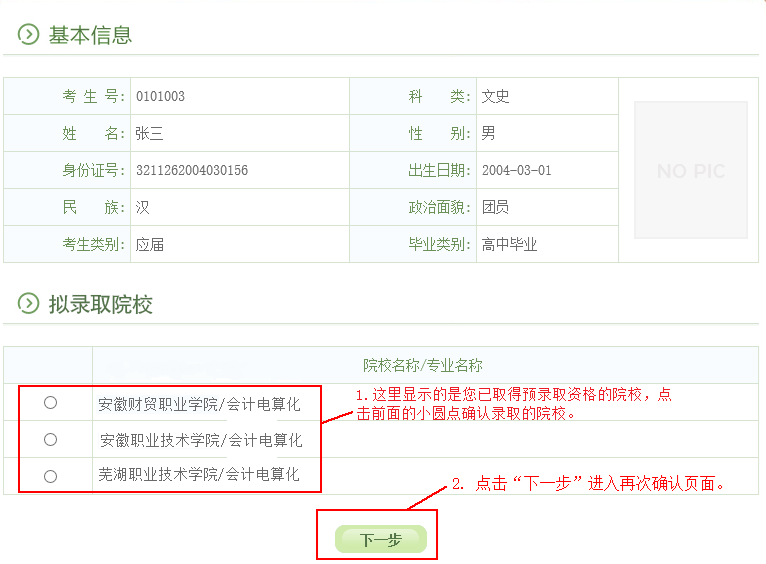 基本信息
考 生 号: 0101003 科 类: 文史
姓 名: 张三 性 别: 男
身份证号: 3211262004030156 出生日期: 2004-03-01
NO PIC
民 族: 汉 政治面貌: 团员
考生类别: 应届 毕业类别: 高中毕业
拟录取院校
院校名称/专业名称
安徽财贸职业学院/会计电算化
1.这里显示的是您已取得预录取资格的院校，点
击前面的小圆点确认录取的院校。
安徽职业技术学院/会计电算化
芜湖职业技术学院/会计电算化
2. 点击“下一步”进入再次确认页面。
下一步